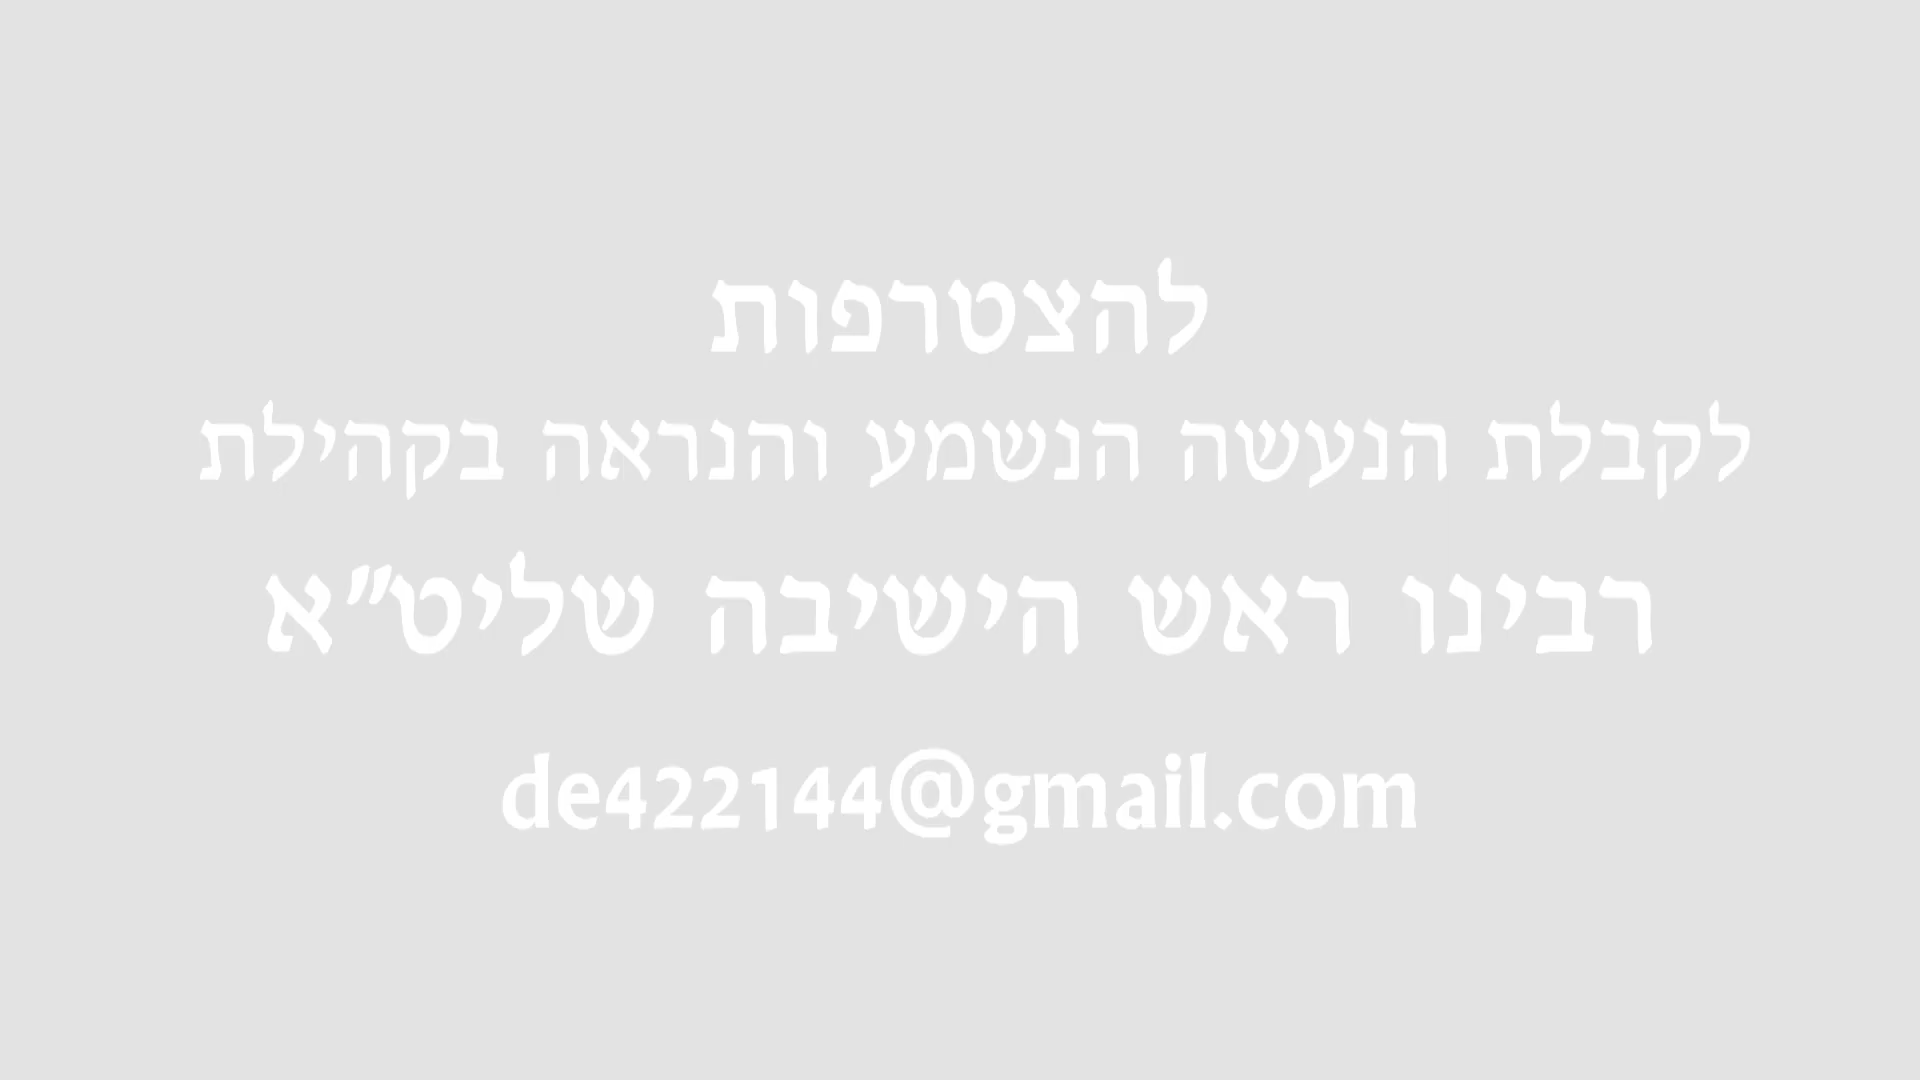 להצטרפות
לקבלת הנעשה הנשמע והנראה בקהילת
רבינו ראש הישיבה שליט״א
de422144@gmail.com